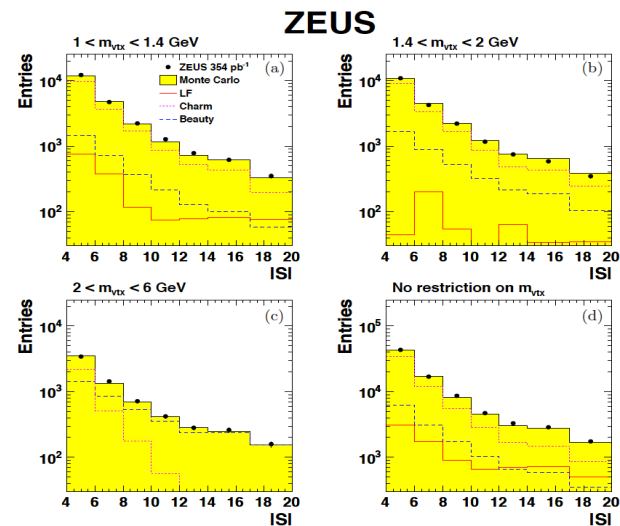 ZEUS
1 < m_vtx < 1.4 GeV
Entries
10⁴
10³
10²
(a)
ZEUS 354 pb⁻¹
Monte Carlo
LF
Charm
Beauty
4 6 8 10 12 14 16 18 20
|S|
1.4 < m_vtx < 2 GeV
Entries
10⁴
10³
10²
(b)
4 6 8 10 12 14 16 18 20
|S|
2 < m_vtx < 6 GeV
Entries
10⁴
10³
10²
(c)
4 6 8 10 12 14 16 18 20
|S|
No restriction on m_vtx
Entries
10⁵
10⁴
10³
(d)
4 6 8 10 12 14 16 18 20
|S|